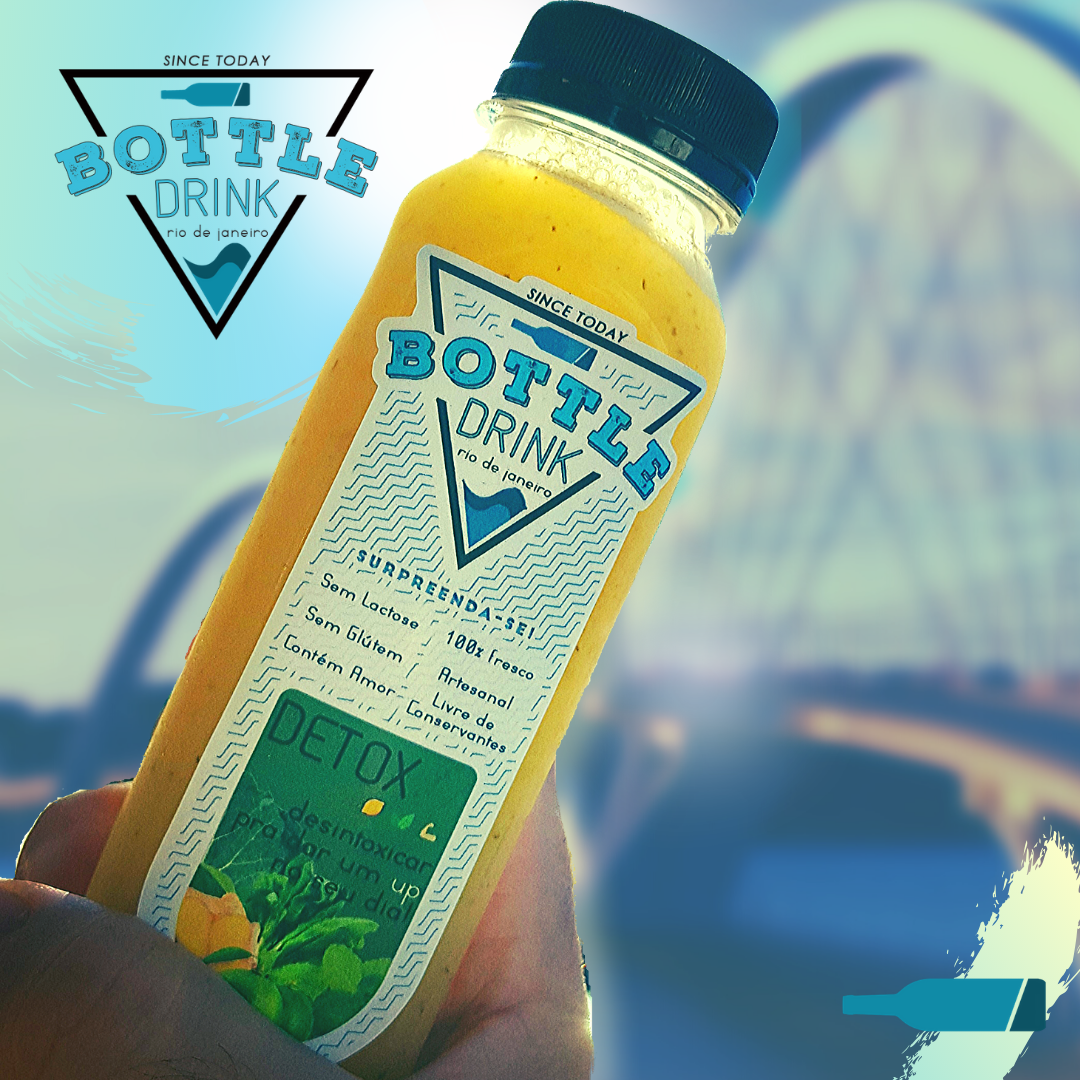 SINCE TODAY
BOTTLE
DRINK
rio de janeiro
SINCE TODAY
BOTTLE
DRINK
rio de janeiro
SURPREENDA-SE!
Sem Lactose
Sem Glútem
Contém Amor
100% fresco
Artesanal
Livre de
Conservantes
DETOX
desintoxicar
pra dar um up
no seu dia!